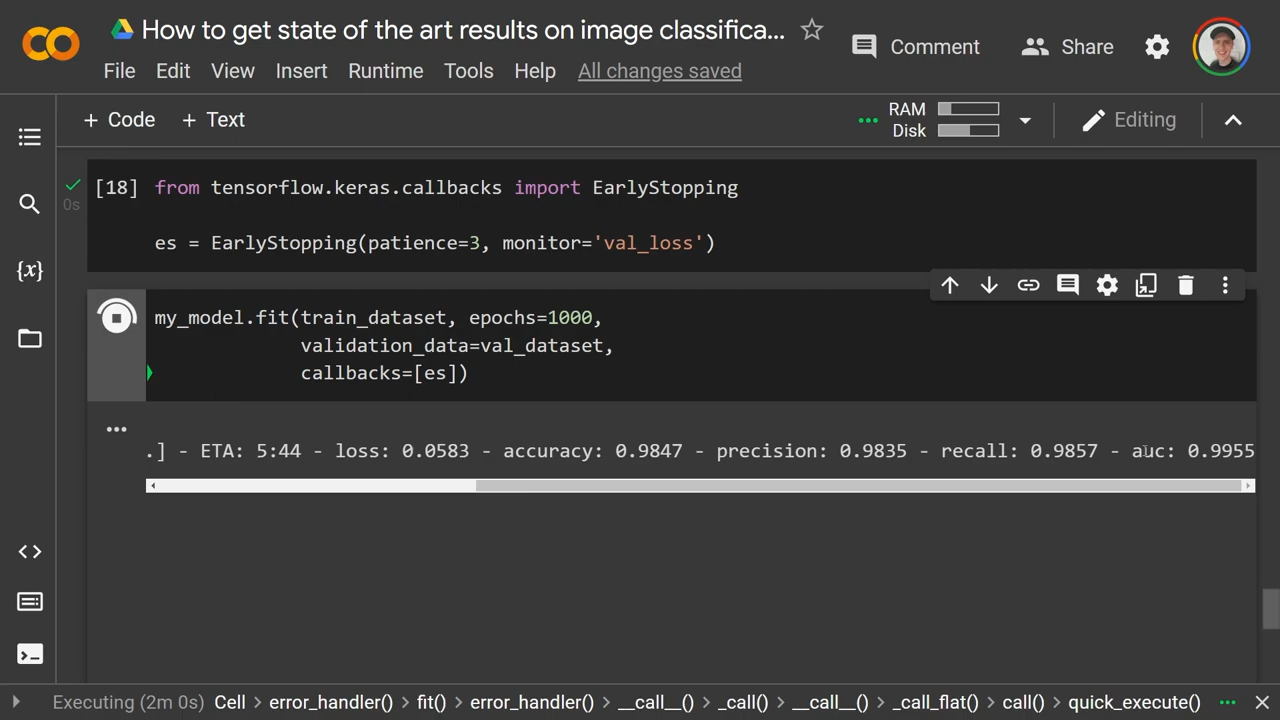 How to get state of the art results on image classifica...
Comment
Share
File Edit View Insert Runtime Tools Help All changes saved
+ Code + Text
RAM
Disk
Editing
[18] from tensorflow.keras.callbacks import EarlyStopping
0s
es = EarlyStopping(patience=3, monitor='val_loss')
{x}
my_model.fit(train_dataset, epochs=1000,
validation_data=val_dataset,
callbacks=[es])
.] - ETA: 5:44 - loss: 0.0583 - accuracy: 0.9847 - precision: 0.9835 - recall: 0.9857 - auc: 0.9955
Executing (2m 0s) Cell > error_handler() > fit() > error_handler() > __call__() > _call() > __call__() > _call_flat() > call() > quick_execute()